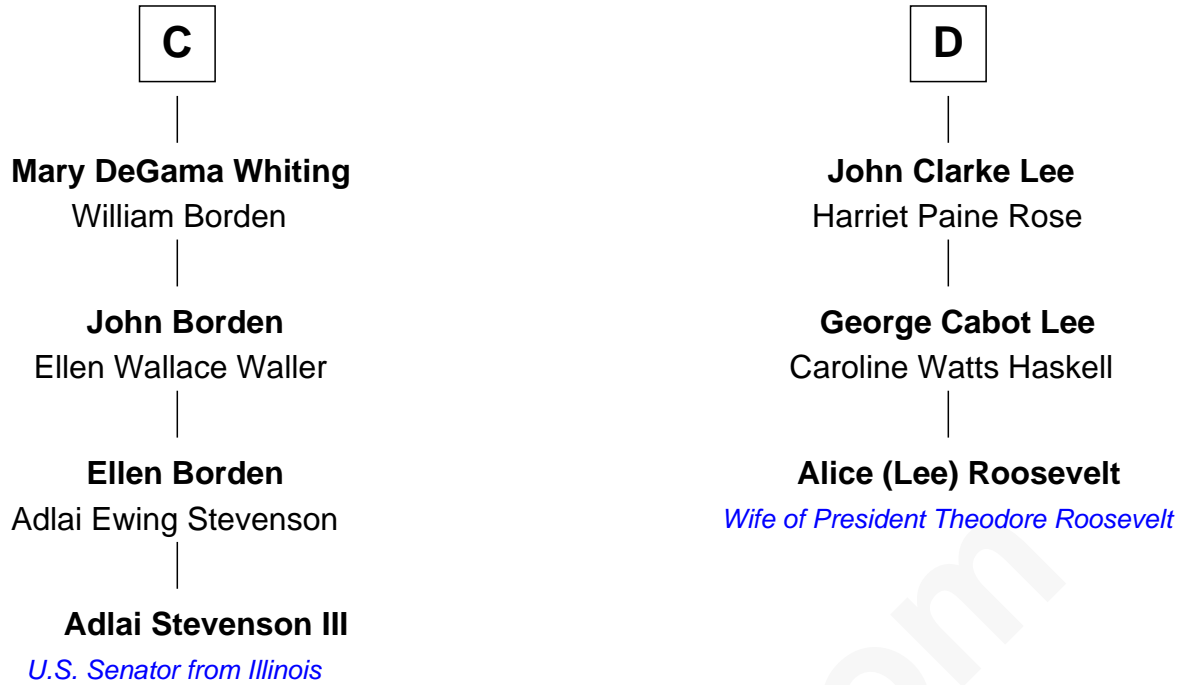 C
Mary DeGama Whiting
William Borden
John Borden
Ellen Wallace Waller
Ellen Borden
Adlai Ewing Stevenson
Adlai Stevenson III
U.S. Senator from Illinois
D
John Clarke Lee
Harriet Paine Rose
George Cabot Lee
Caroline Watts Haskell
Alice (Lee) Roosevelt
Wife of President Theodore Roosevelt
om